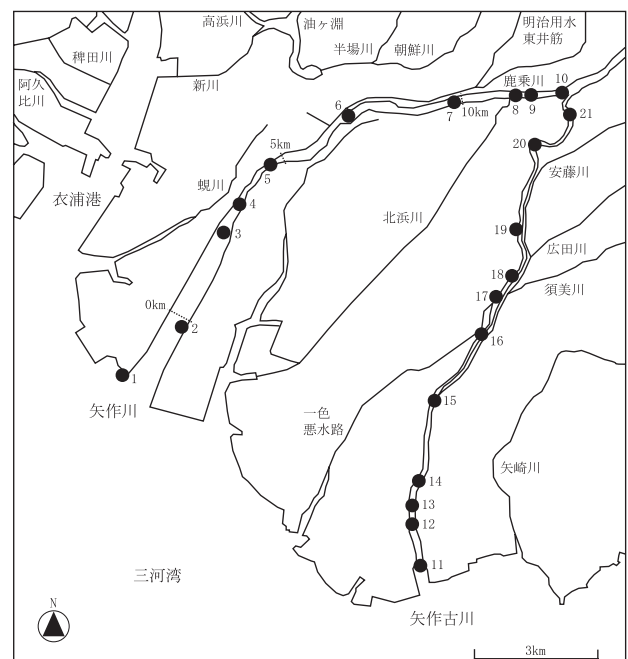 高浜川
油ヶ淵
明治用水
東井筋
稗田川
半場川
朝鮮川
阿久
比川
新川
鹿乗川
10
6
7
10km
8
9
21
5km
5
20
安藤川
衣浦港
蜆川
4
北浜川
3
19
広田川
0km
18
須美川
2
17
16
1
矢作川
一色
悪水路
15
矢崎川
14
13
12
三河湾
11
矢作古川
N
3km